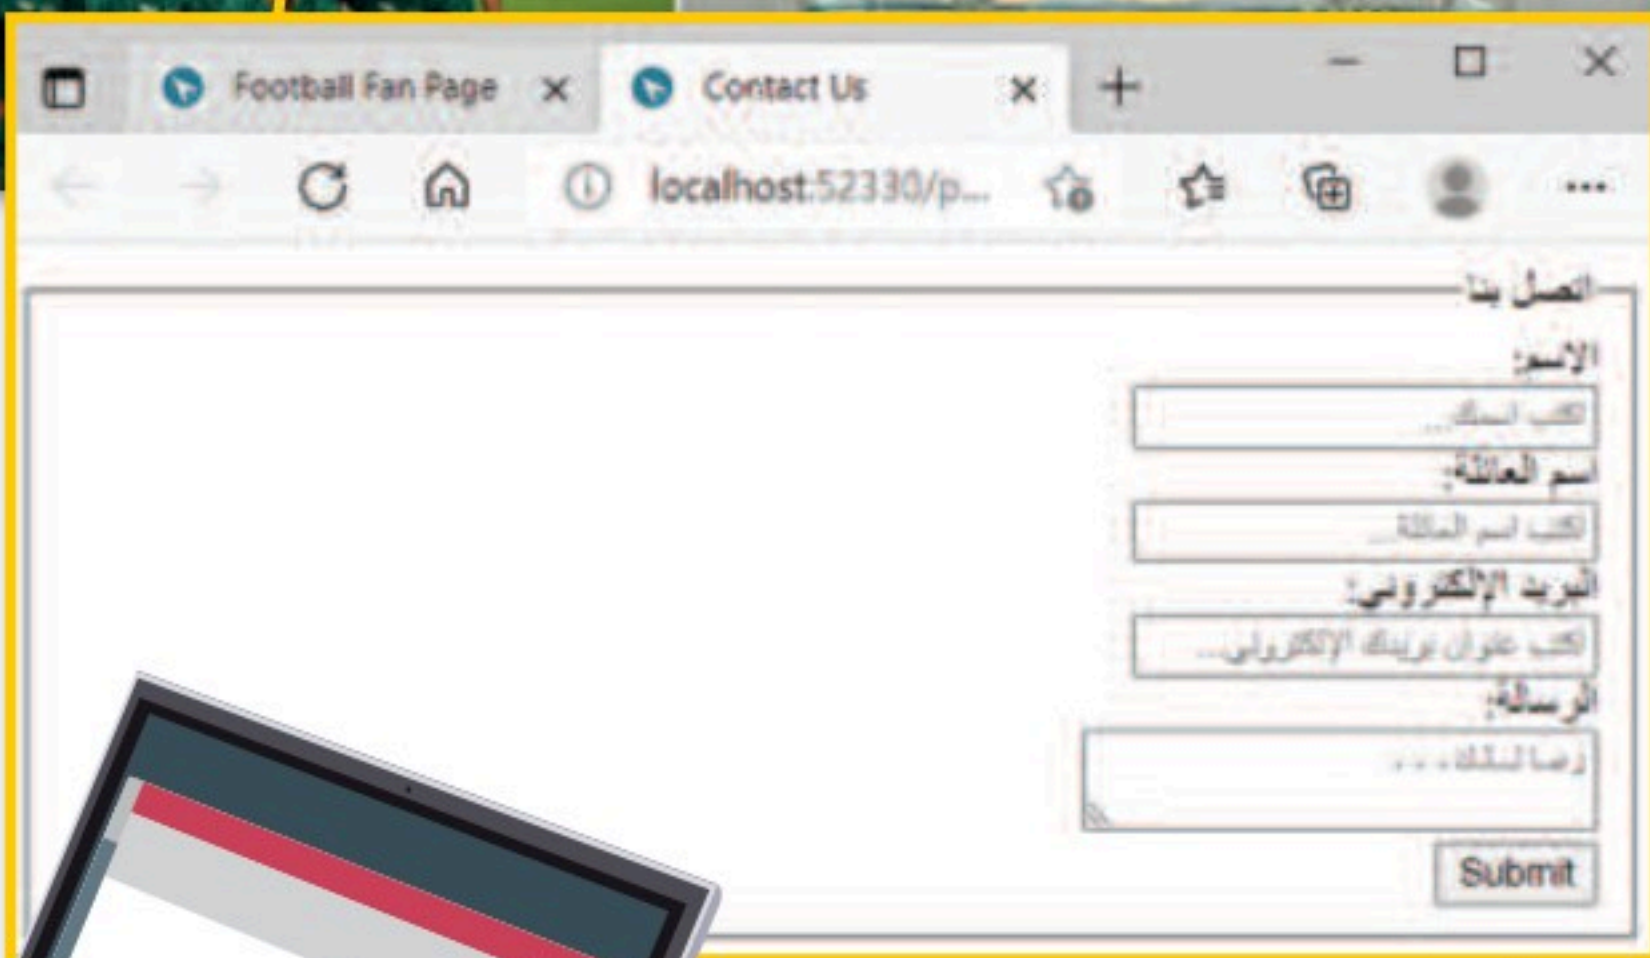 Football Fan Page
Contact Us
localhost:52330/p...
اتصل بنا
الاسم:
اكتب اسمك...
اسم العائلة:
اكتب اسم العائلة...
البريد الإلكتروني:
اكتب عنوان بريدك الإلكتروني...
الرسالة:
Submit